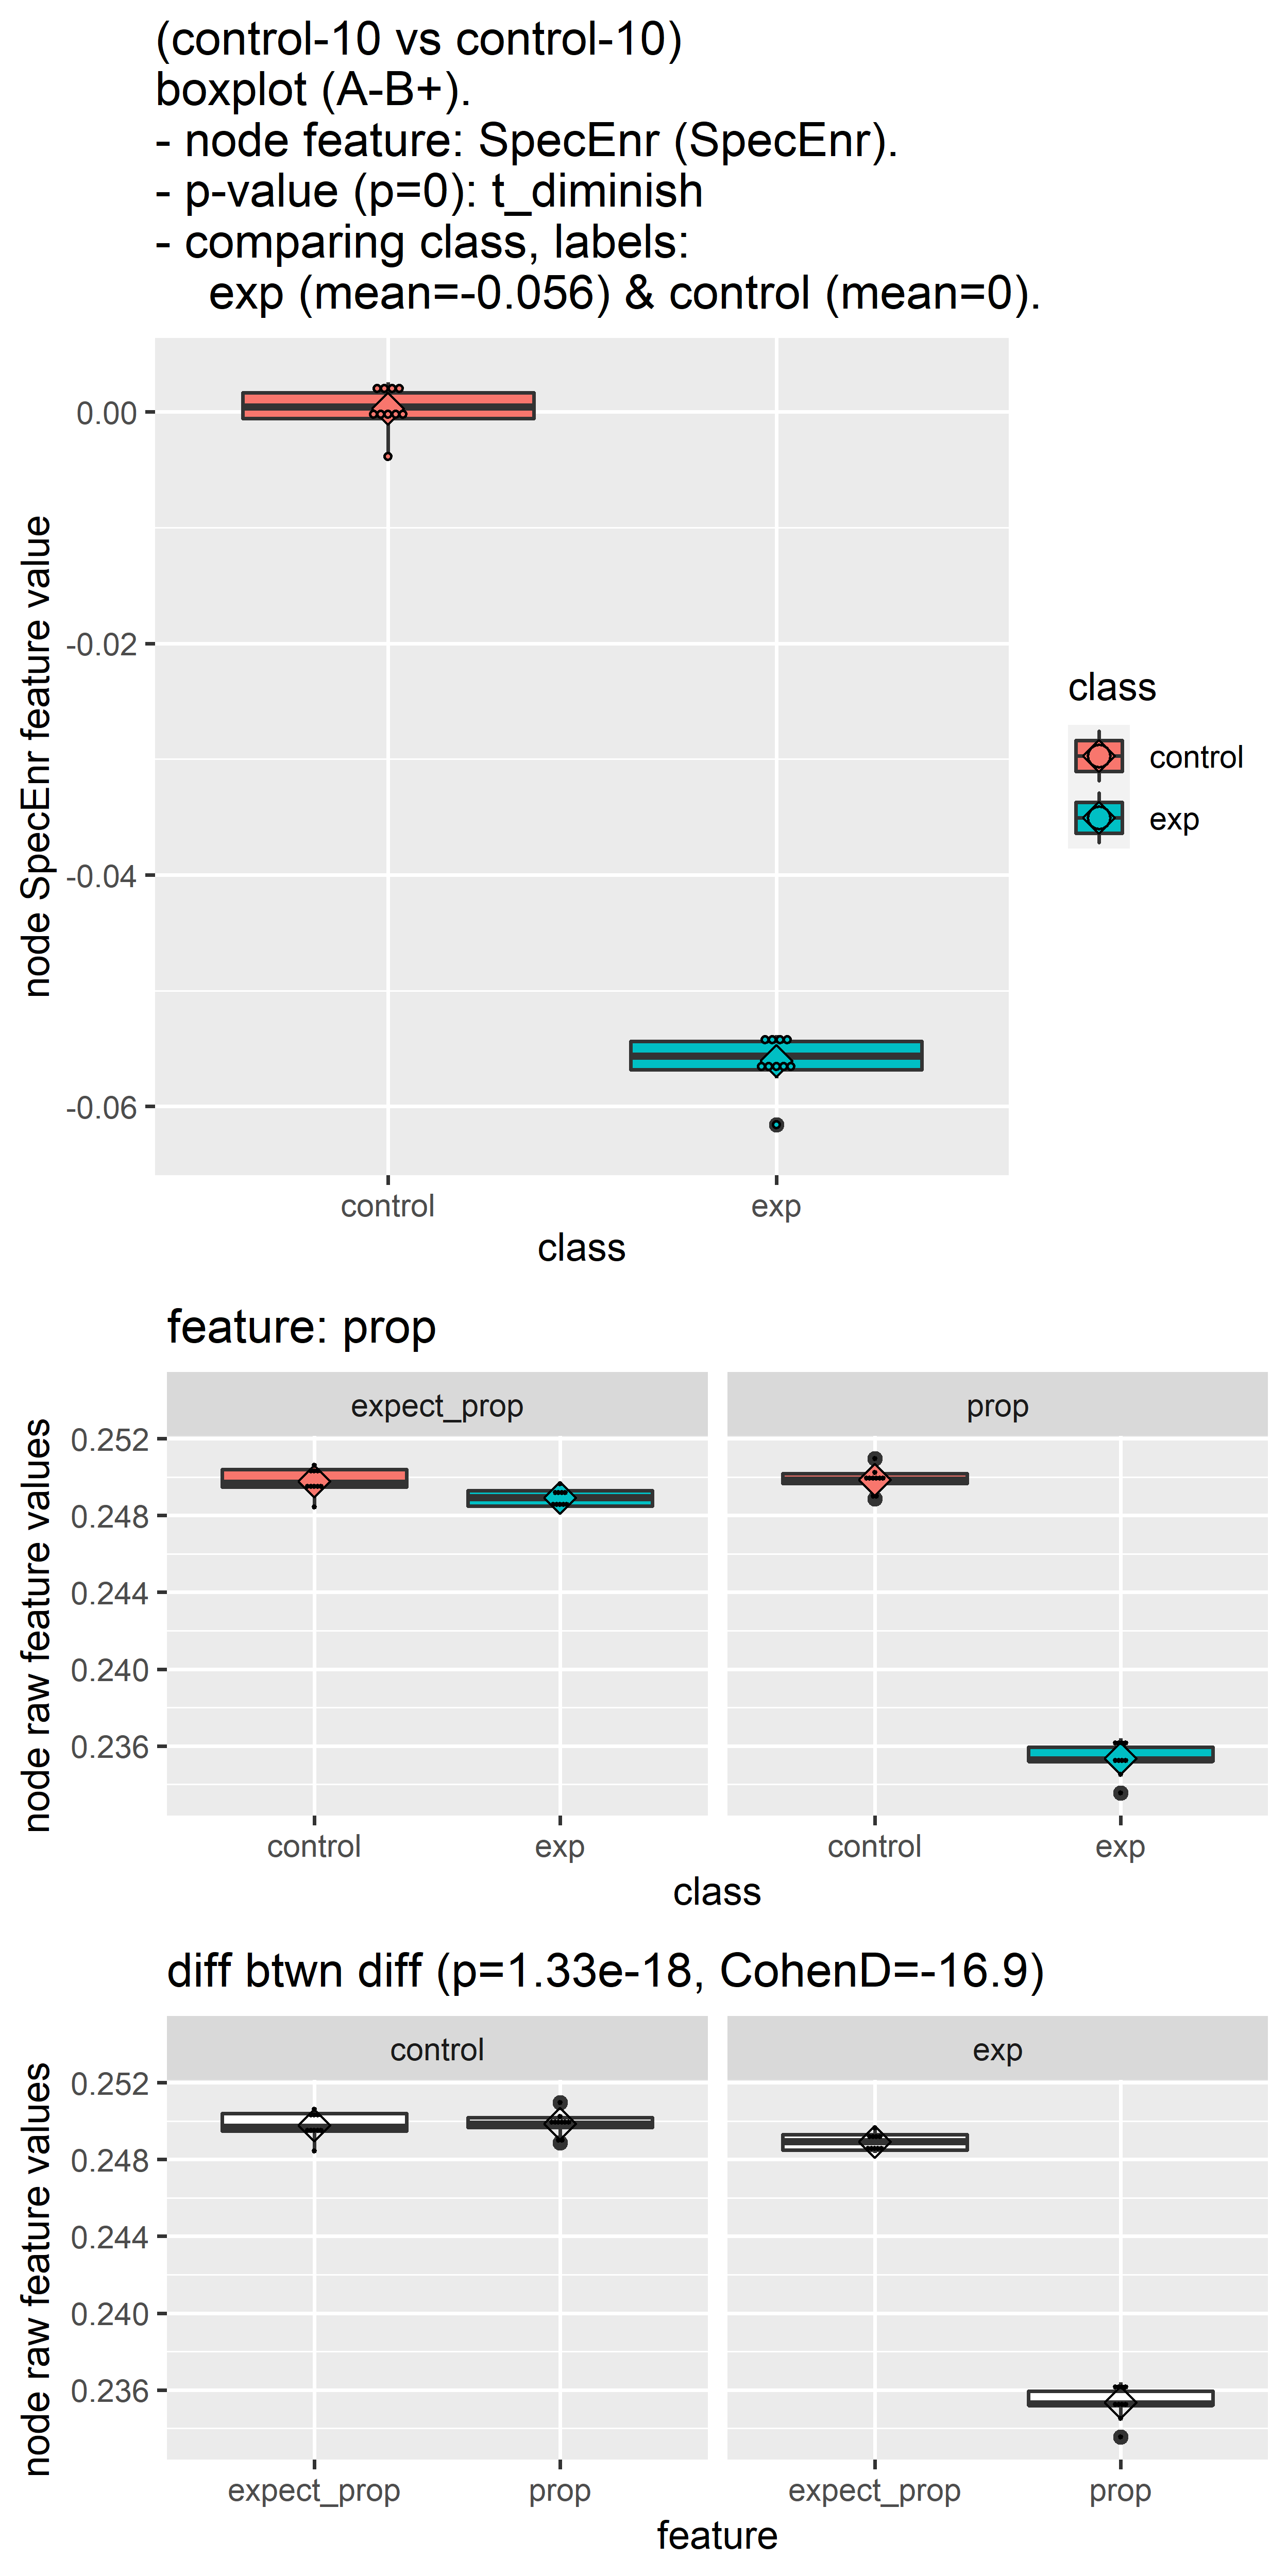 (control-10 vs control-10)
boxplot (A-B+).
- node feature: SpecEnr (SpecEnr).
- p-value (p=0): t_diminish
- comparing class, labels:
exp (mean=-0.056) & control (mean=0).
node SpecEnr feature value
0.00
-0.02
-0.04
-0.06
control
exp
class
class
control
exp
feature: prop
expect_prop
prop
node raw feature values
0.252
0.248
0.244
0.240
0.236
control
exp
control
exp
class
diff btwn diff (p=1.33e-18, CohenD=-16.9)
control
exp
node raw feature values
0.252
0.248
0.244
0.240
0.236
expect_prop
prop
expect_prop
prop
feature